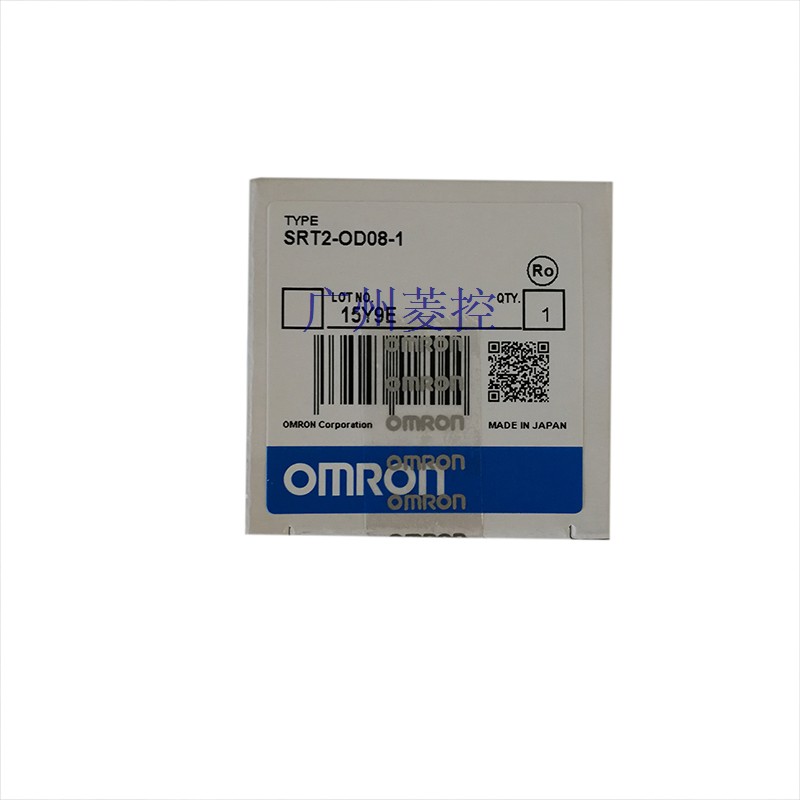 TYPE
SRT2-OD08-1
Ro
LOT NO.
QTY.
广州菱控
15Y9E
1
OMRON
OMRON
OMRON
OMRON Corporation
MADE IN JAPAN
OMRON
OMRON
OMRON
OMRON